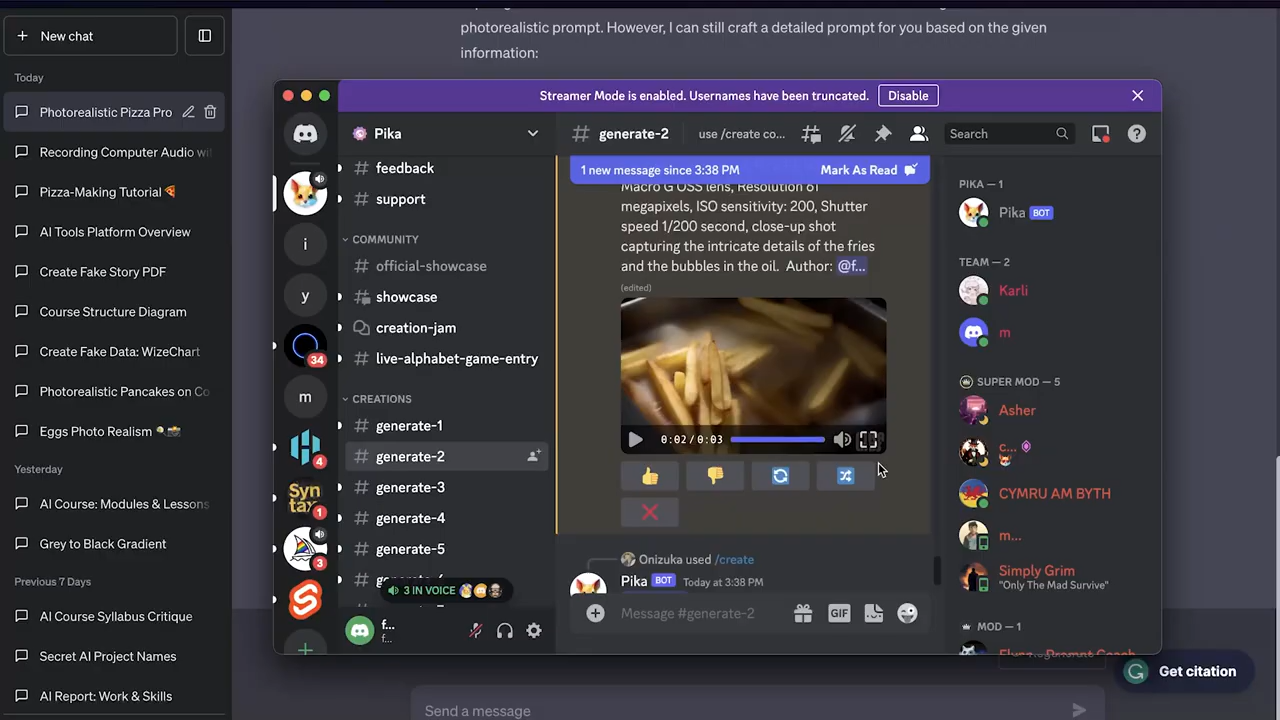 New chat
Today
Photorealistic Pizza Pro
Recording Computer Audio wi
Pizza-Making Tutorial
AI Tools Platform Overview
Create Fake Story PDF
Course Structure Diagram
Create Fake Data: WizeChart
Photorealistic Pancakes on Co
Eggs Photo Realism
Yesterday
AI Course: Modules & Lessons
Grey to Black Gradient
Previous 7 Days
AI Course Syllabus Critique
Secret AI Project Names
AI Report: Work & Skills
photorealistic prompt. However, I can still craft a detailed prompt for you based on the given
information:
Streamer Mode is enabled. Usernames have been truncated.
Disable
Pika
# generate-2
use /create co...
Search
i
y
34
m
4
Syn
tax
1
3
# feedback
# support
COMMUNITY
# official-showcase
# showcase
creation-jam
# live-alphabet-game-entry
CREATIONS
# generate-1
# generate-2
# generate-3
# generate-4
# generate-5
3 IN VOICE
f...
f...
1 new message since 3:38 PM
Mark As Read
Macro G OSS lens, Resolution 61
megapixels, ISO sensitivity: 200, Shutter
speed 1/200 second, close-up shot
capturing the intricate details of the fries
and the bubbles in the oil. Author: @f...
(edited)
0:02/0:03
Onizuka used /create
Pika BOT Today at 3:38 PM
Message #generate-2
GIF
PIKA — 1
Pika BOT
TEAM — 2
Karli
m
SUPER MOD — 5
Asher
c...
CYMRU AM BYTH
m...
Simply Grim
"Only The Mad Survive"
MOD — 1
Get citation
Send a message